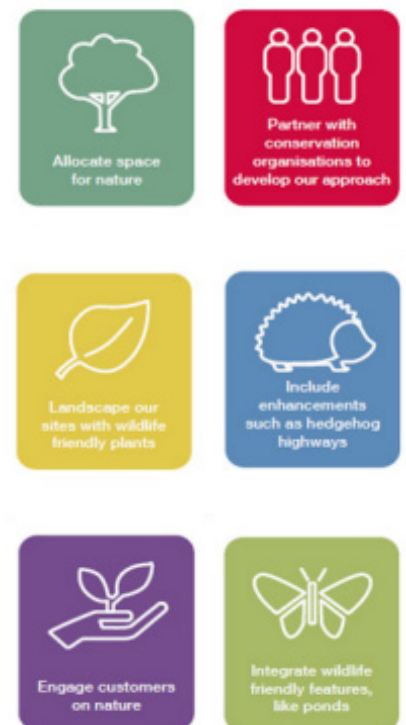 Allocate space
for nature
Partner with
conservation
organisations to
develop our approach
Landscape our
sites with wildlife
friendly plants
Include
enhancements
such as hedgehog
highways
Engage customers
on nature
Integrate wildlife
friendly features,
like ponds